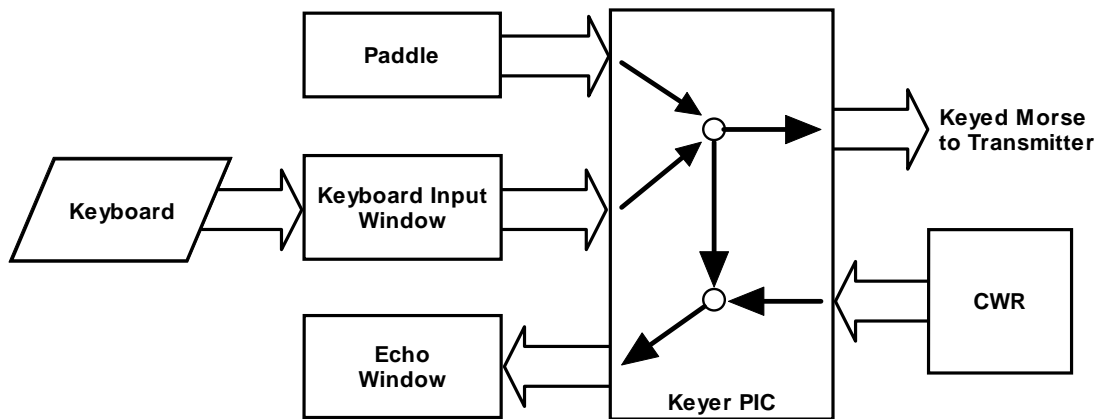 Paddle
Keyed Morse
to Transmitter
Keyboard
Keyboard Input
Window
CWR
Echo
Window
Keyer PIC